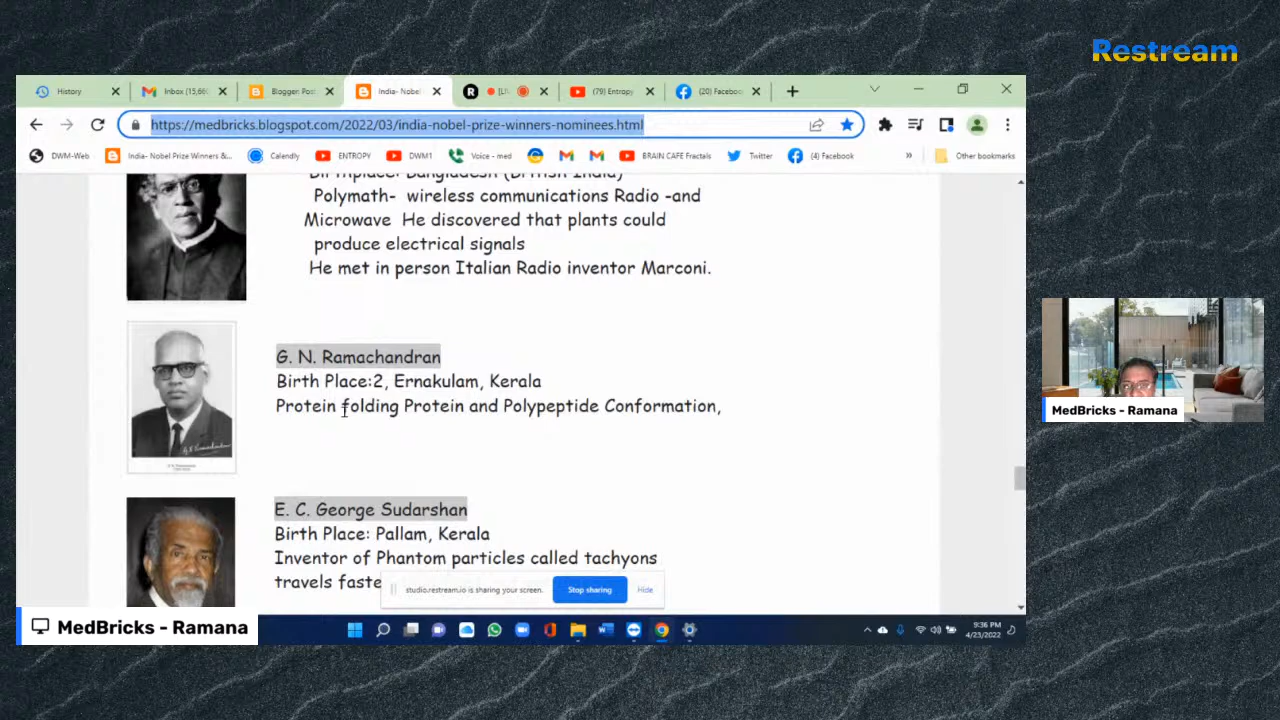 Restream
History
Inbox (15,66
Blogger: Post
India- Nobel
[LI
(79) Entropy
(20) Facebook
https://medbricks.blogspot.com/2022/03/india-nobel-prize-winners-nominees.html
DWM-Web
India- Nobel Prize Winners &...
Calendly
ENTROPY
DWM1
Voice - med
BRAIN CAFE Fractals
Twitter
(4) Facebook
»
Other bookmarks
Birthplace: Bangladesh (British India)
Polymath- wireless communications Radio -and
Microwave He discovered that plants could
produce electrical signals
He met in person Italian Radio inventor Marconi.
G. N. Ramachandran
Birth Place:2, Ernakulam, Kerala
Protein folding Protein and Polypeptide Conformation,
E. C. George Sudarshan
Birth Place: Pallam, Kerala
Inventor of Phantom particles called tachyons
travels faste
studio.restream.io is sharing your screen.
Stop sharing
Hide
MedBricks - Ramana
MedBricks - Ramana
9:36 PM
4/23/2022